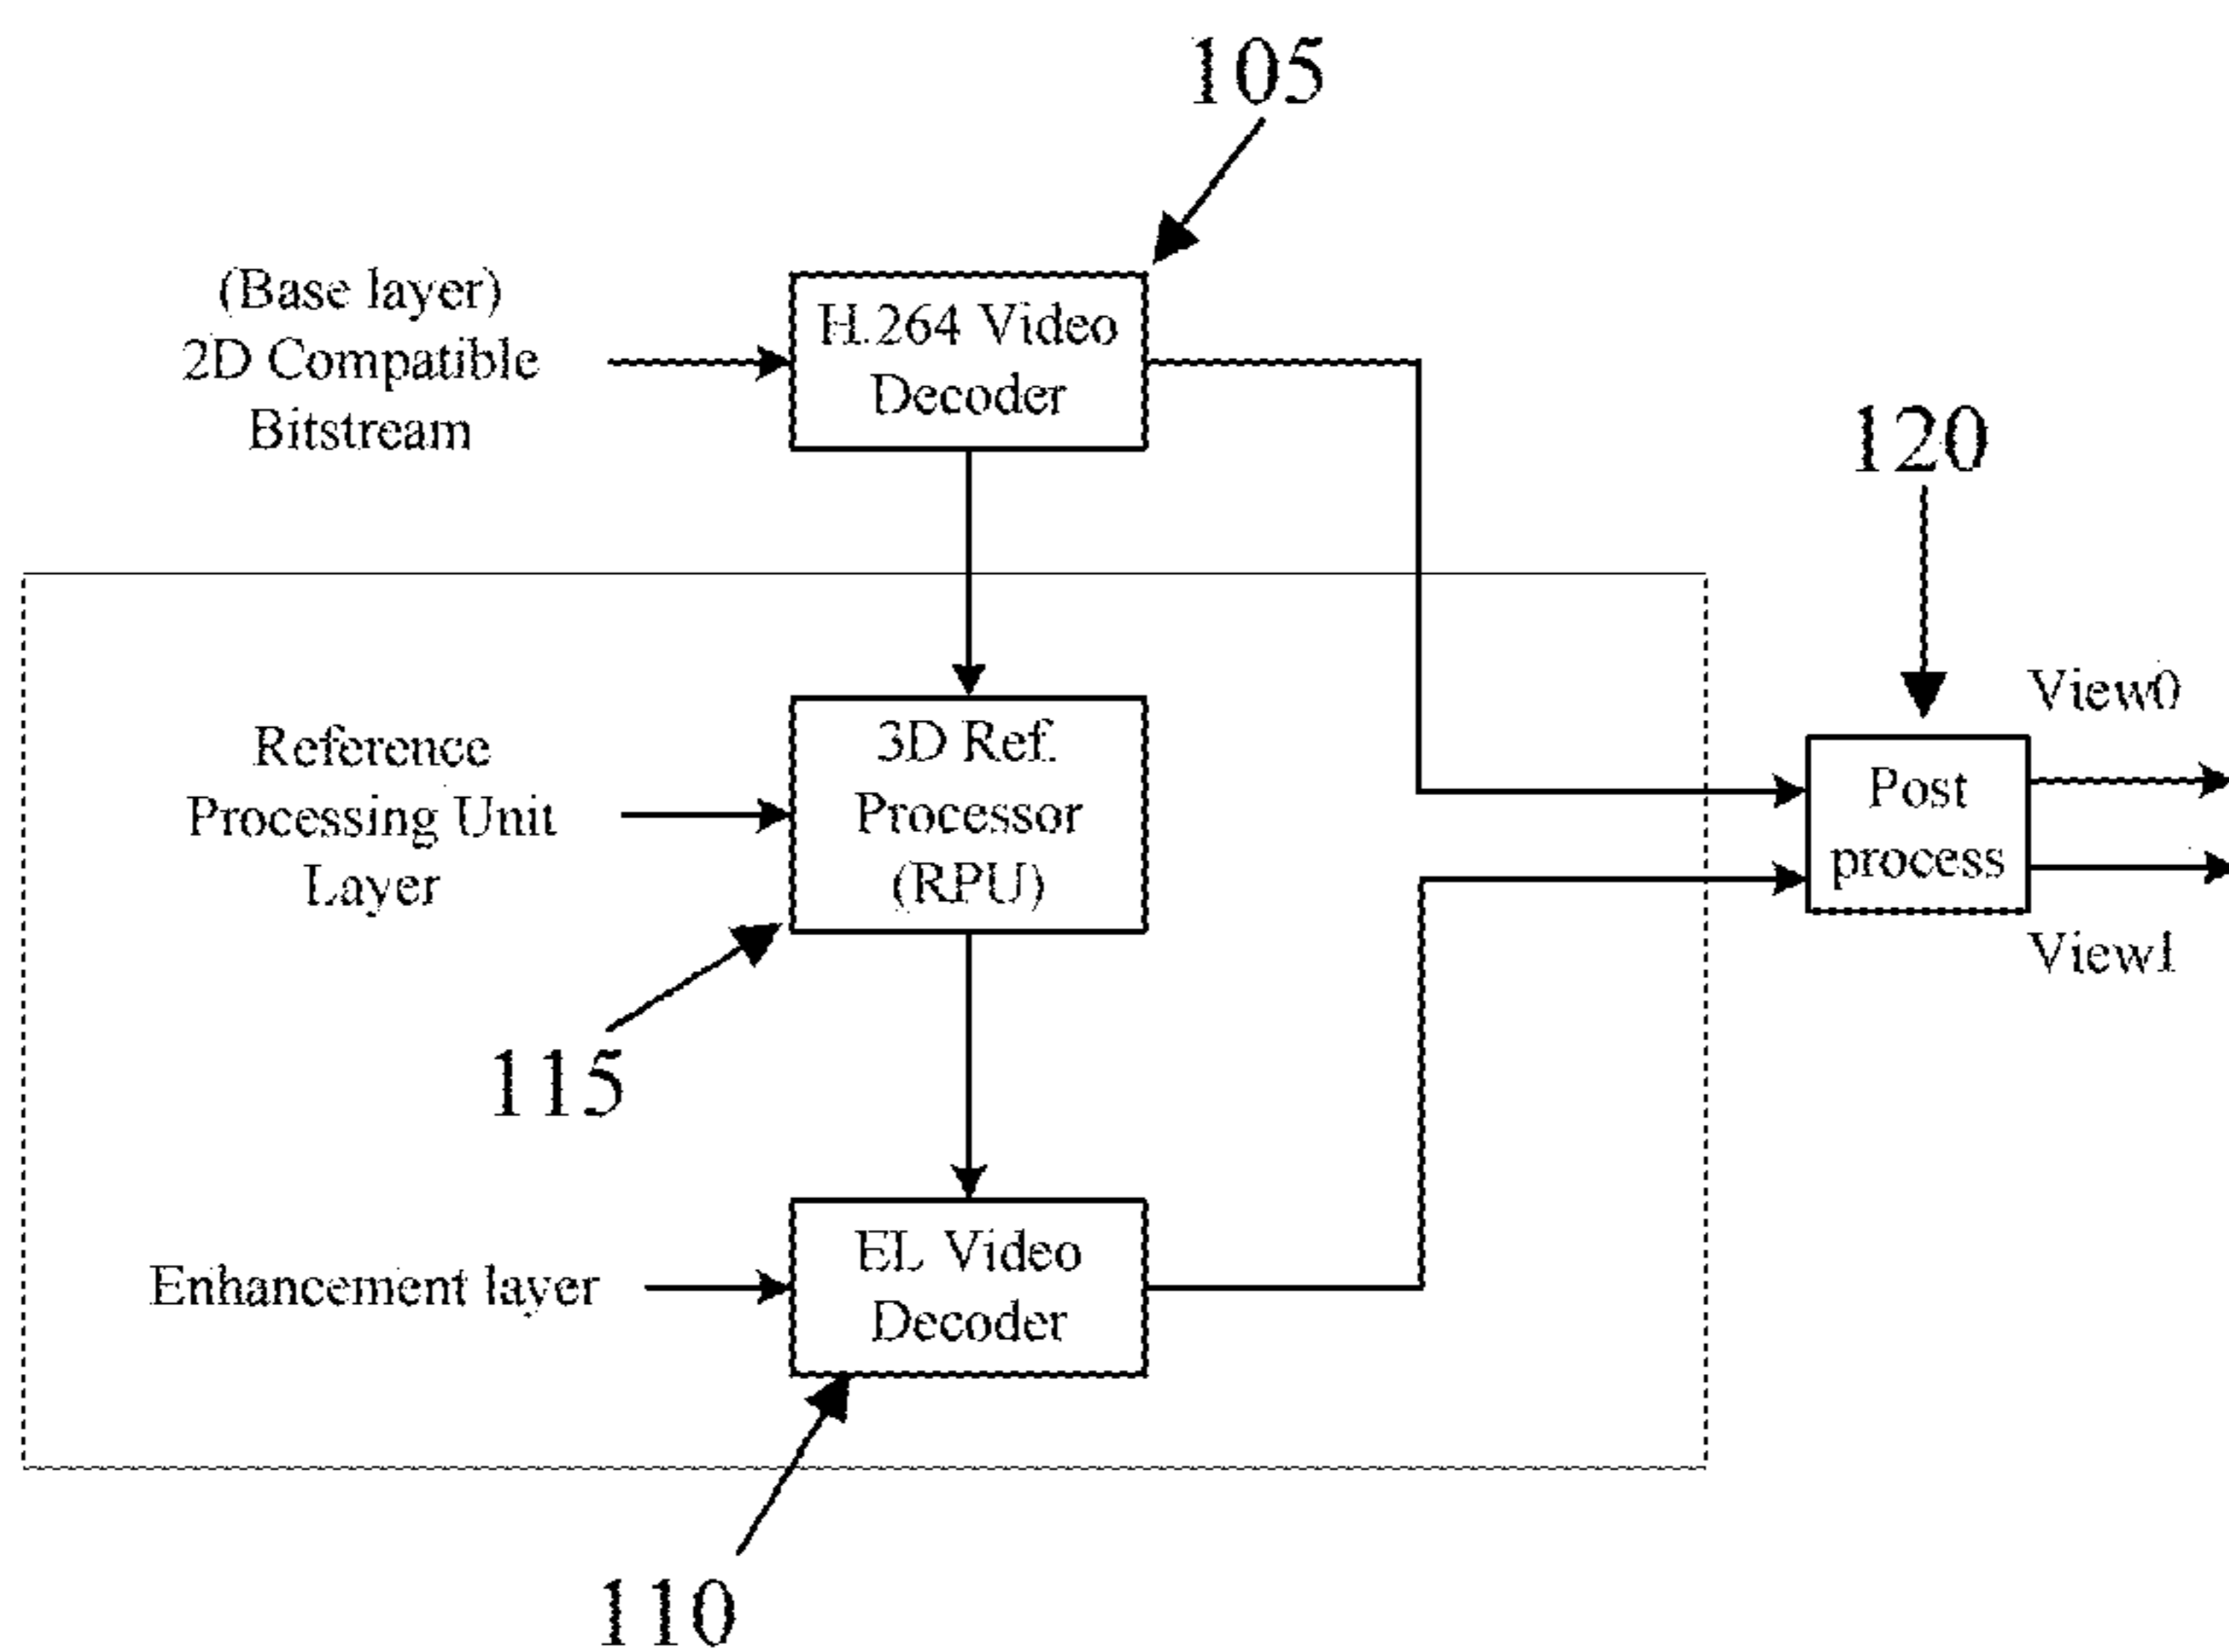 105
(Base layer)
2D Compatible
Bitstream
H.264 Video
Decoder
120
View0
Reference
Processing Unit
Layer
3D Ref.
Processor
(RPU)
Post
process
View1
115
Enhancement layer
EL Video
Decoder
110